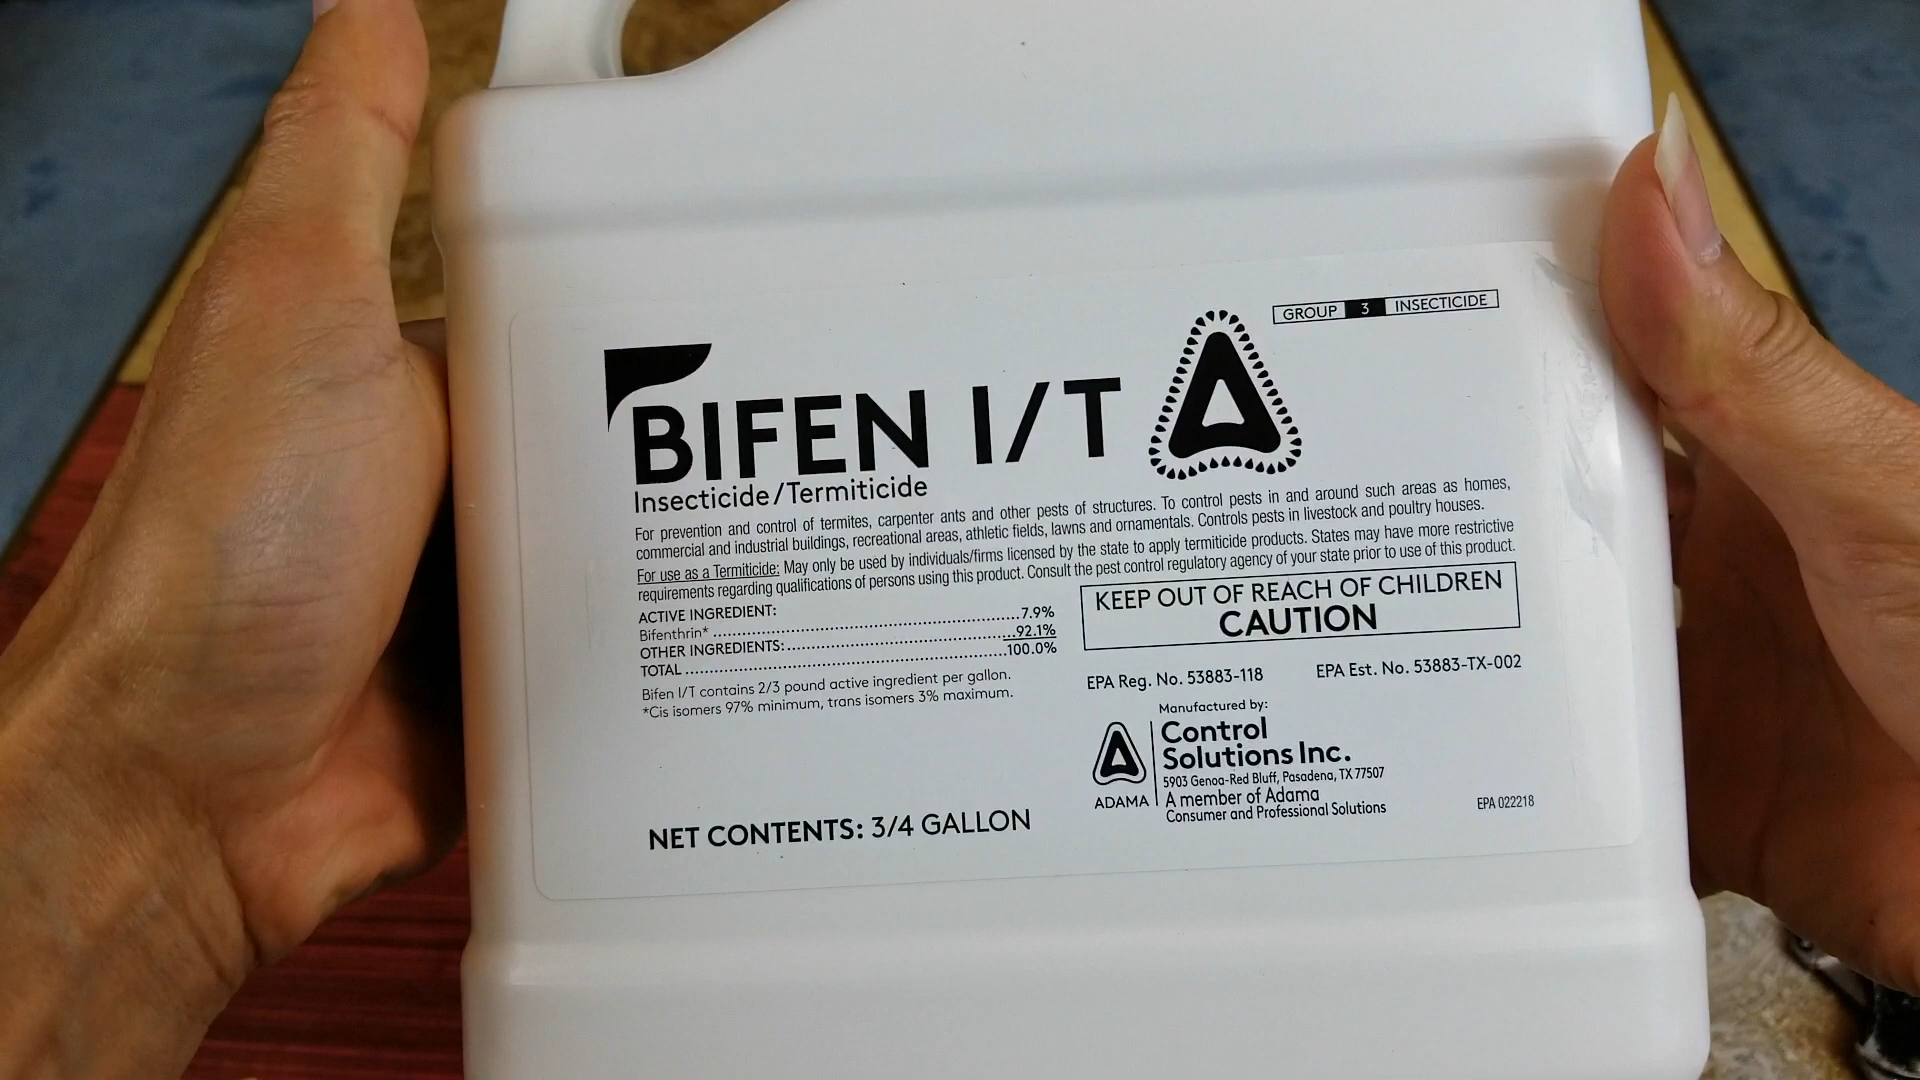 GROUP 3 INSECTICIDE
BIFEN I/T
Insecticide/Termiticide
For prevention and control of termites, carpenter ants and other pests of structures. To control pests in and around such areas as homes,
commercial and industrial buildings, recreational areas, athletic fields, lawns and ornamentals. Controls pests in livestock and poultry houses.
For use as a Termiticide: May only be used by individuals/firms licensed by the state to apply termiticide products. States may have more restrictive
requirements regarding qualifications of persons using this product. Consult the pest control regulatory agency of your state prior to use of this product.
ACTIVE INGREDIENT:
Bifenthrin* ..........7.9%
OTHER INGREDIENTS:..........92.1%
TOTAL ..........100.0%
Bifen I/T contains 2/3 pound active ingredient per gallon.
*Cis isomers 97% minimum, trans isomers 3% maximum.
NET CONTENTS: 3/4 GALLON
KEEP OUT OF REACH OF CHILDREN
CAUTION
EPA Reg. No. 53883-118 EPA Est. No. 53883-TX-002
Manufactured by:
Control
Solutions Inc.
5903 Genoa-Red Bluff, Pasadena, TX 77507
ADAMA
A member of Adama
Consumer and Professional Solutions
EPA 022218